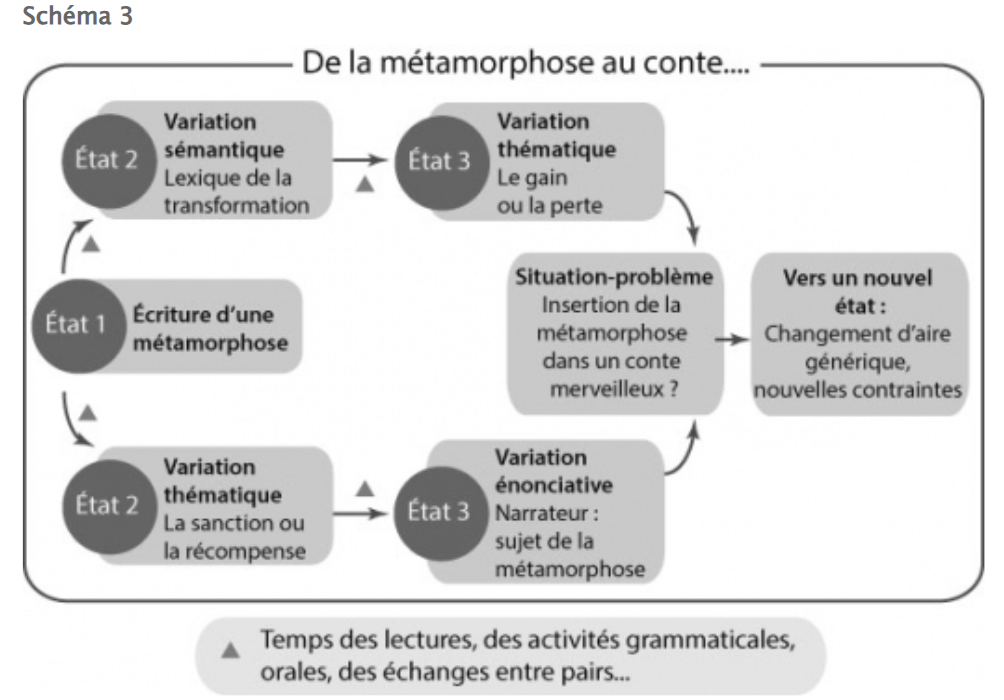 Schéma 3
De la métamorphose au conte....
État 2
Variation
sémantique
Lexique de la
transformation
État 3
Variation
thématique
Le gain
ou la perte
État 1
Écriture d'une
métamorphose
Situation-problème
Insertion de la
métamorphose
dans un conte
merveilleux ?
Vers un nouvel
état :
Changement d'aire
générique,
nouvelles contraintes
État 2
Variation
thématique
La sanction ou
la récompense
État 3
Variation
énonciative
Narrateur :
sujet de la
métamorphose
Temps des lectures, des activités grammaticales,
orales, des échanges entre pairs...